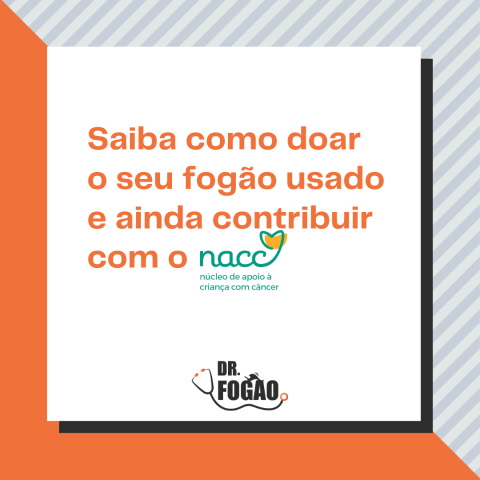 Saiba como doar
o seu fogão usado
e ainda contribuir
com o nacc
núcleo de apoio à
criança com câncer
DR.
FOGÃO